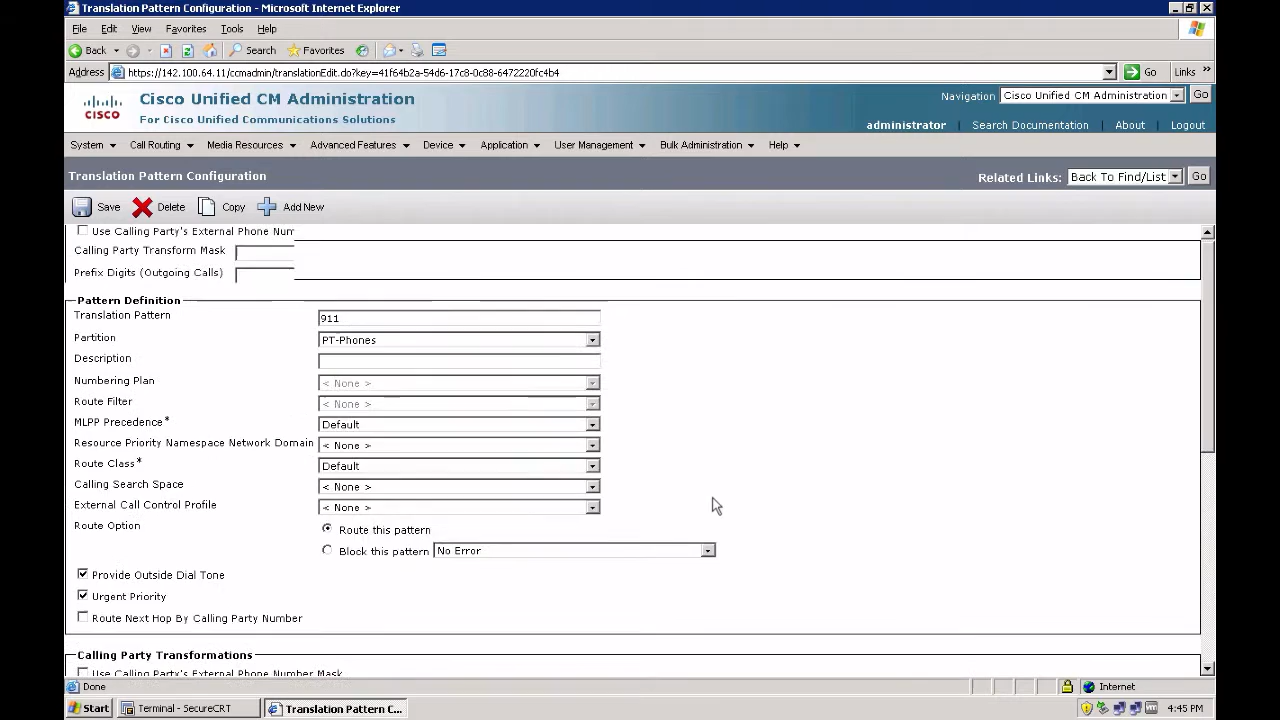 Translation Pattern Configuration - Microsoft Internet Explorer
File Edit View Favorites Tools Help
Back Search Favorites
Address https://142.100.64.11/ccmadmin/translationEdit.do?key=41f64b2a-54d6-17c8-0c88-6472220fc4b4 Go Links »
Cisco Unified CM Administration Navigation Cisco Unified CM Administration Go
CISCO For Cisco Unified Communications Solutions
administrator | Search Documentation | About | Logout
System Call Routing Media Resources Advanced Features Device Application User Management Bulk Administration Help
Translation Pattern Configuration Related Links: Back To Find/List Go
Save Delete Copy Add New
Use Calling Party's External Phone Num
Calling Party Transform Mask
Prefix Digits (Outgoing Calls)
Pattern Definition
Translation Pattern 911
Partition PT-Phones
Description
Numbering Plan < None >
Route Filter < None >
MLPP Precedence* Default
Resource Priority Namespace Network Domain < None >
Route Class* Default
Calling Search Space < None >
External Call Control Profile < None >
Route Option Route this pattern
Block this pattern No Error
Provide Outside Dial Tone
Urgent Priority
Route Next Hop By Calling Party Number
Calling Party Transformations
Use Calling Party's External Phone Number Mask
Done Internet
Start Terminal - SecureCRT Translation Pattern C... 4:45 PM